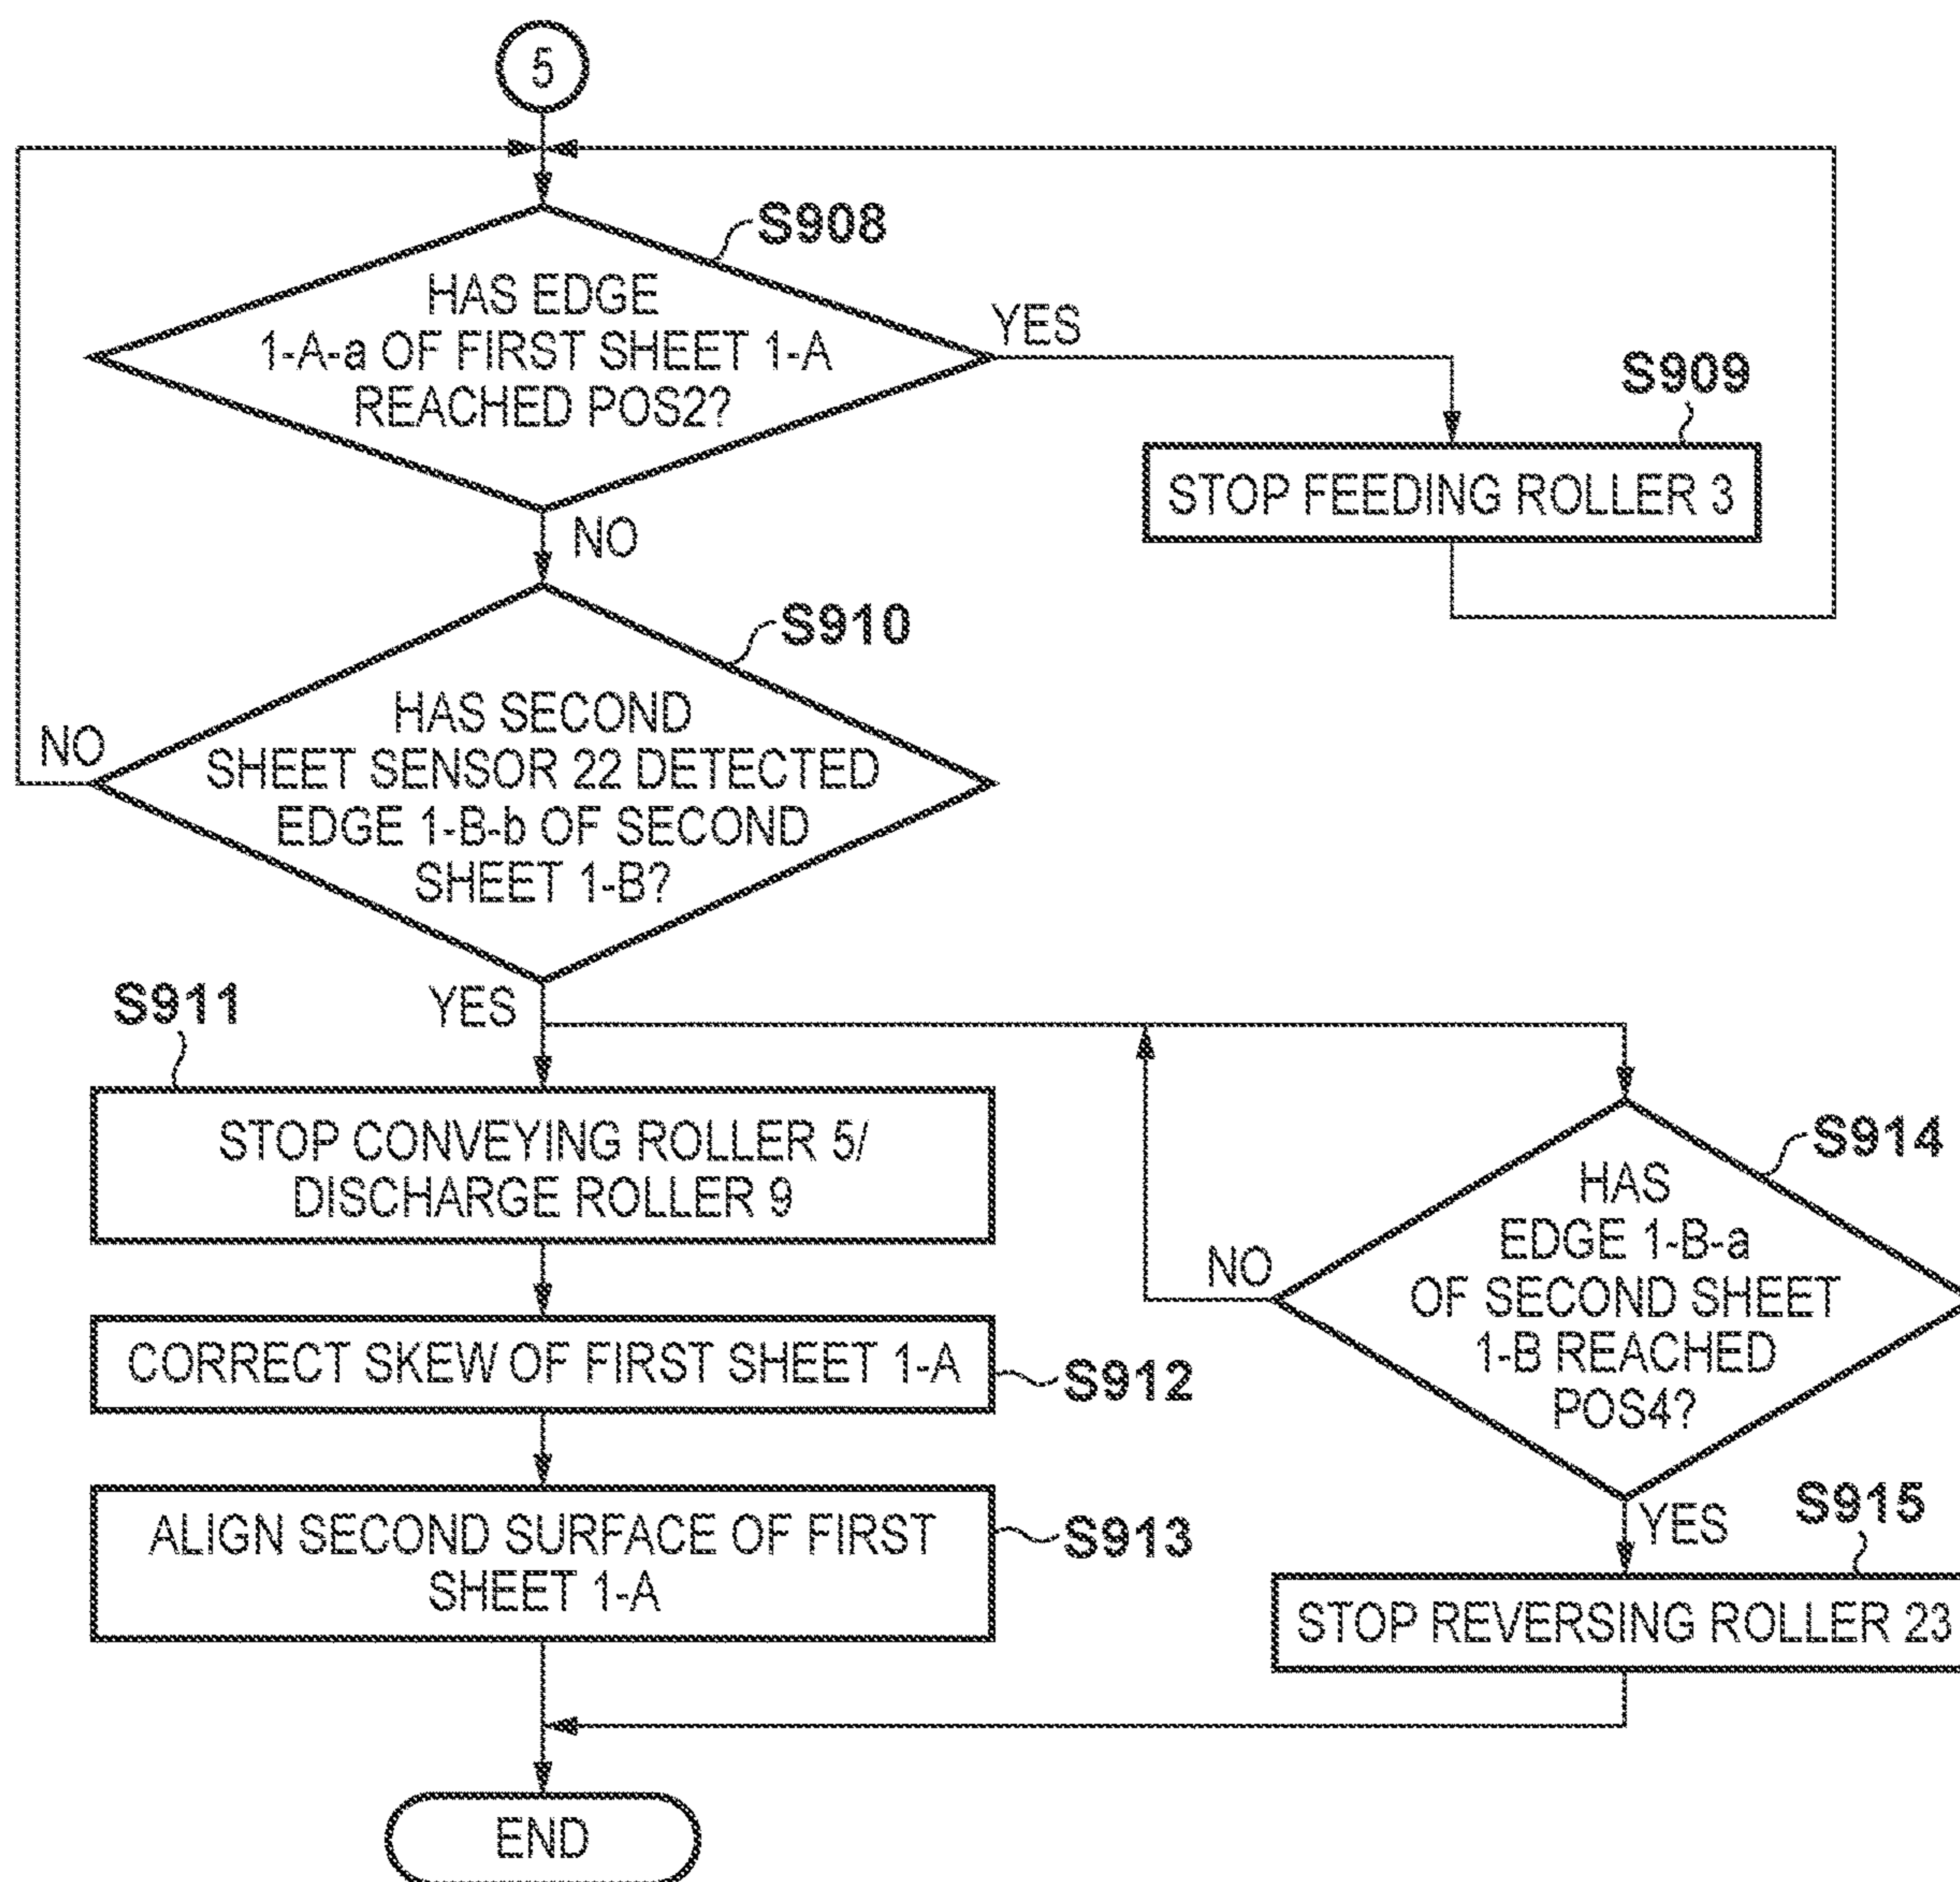 5
S908
HAS EDGE
1-A-a OF FIRST SHEET 1-A
REACHED POS2?
YES
S909
STOP FEEDING ROLLER 3
NO
S910
HAS SECOND
SHEET SENSOR 22 DETECTED
EDGE 1-B-b OF SECOND
SHEET 1-B?
NO
YES
S911
STOP CONVEYING ROLLER 5/
DISCHARGE ROLLER 9
S914
HAS
EDGE 1-B-a
OF SECOND SHEET
1-B REACHED
POS4?
NO
CORRECT SKEW OF FIRST SHEET 1-A
S912
YES
S915
ALIGN SECOND SURFACE OF FIRST
SHEET 1-A
S913
STOP REVERSING ROLLER 23
END